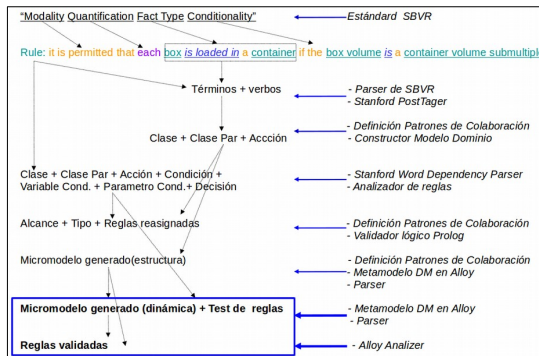 “Modality Quantification Fact Type Conditionality”
Estándard SBVR
Rule: it is permitted that each box is loaded in a container if the box volume is a container volume submultiple
Términos + verbos
- Parser de SBVR
- Stanford PostTager
Clase + Clase Par + Accción
- Definición Patrones de Colaboración
- Constructor Modelo Dominio
Clase + Clase Par + Acción + Condición +
Variable Cond. + Parametro Cond.+ Decisión
- Stanford Word Dependency Parser
- Analizador de reglas
Alcance + Tipo + Reglas reasignadas
- Definición Patrones de Colaboración
- Validador lógico Prolog
Micromodelo generado(estructura)
- Definición Patrones de Colaboración
- Metamodelo DM en Alloy
- Parser
Micromodelo generado (dinámica) + Test de reglas
- Metamodelo DM en Alloy
- Parser
Reglas validadas
- Alloy Analizer